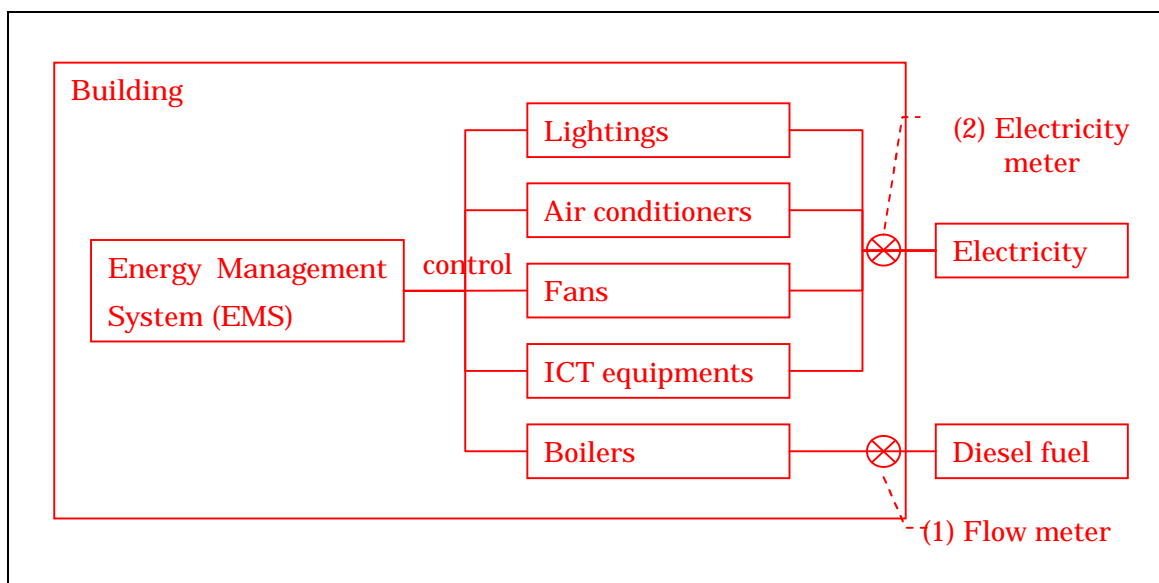 Building
Lightings
(2) Electricity
meter
Air conditioners
Energy Management
System (EMS)
control
Electricity
Fans
ICT equipments
Boilers
Diesel fuel
(1) Flow meter